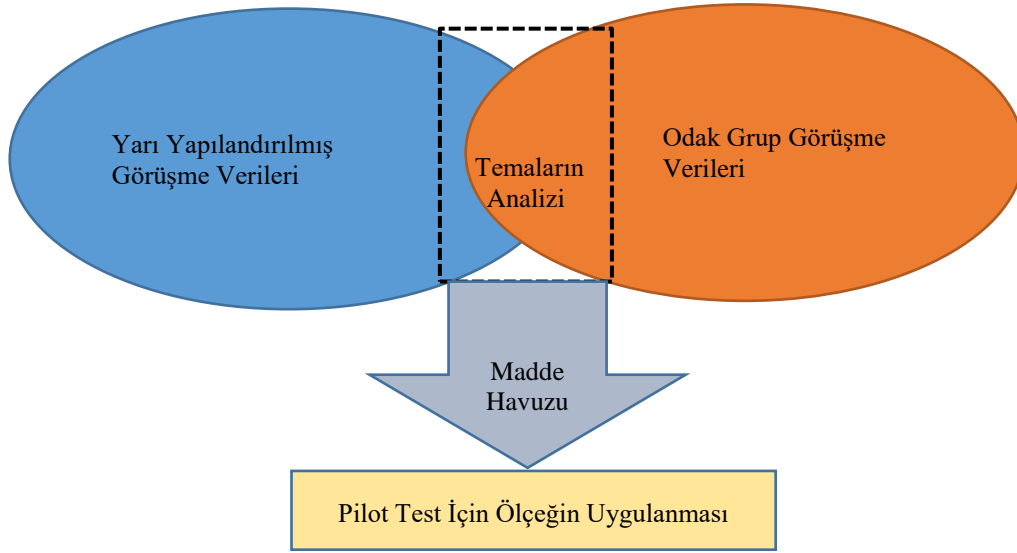 Yarı Yapılandırılmış
Görüşme Verileri
Temaların
Analizi
Odak Grup Görüşme
Verileri
Madde
Havuzu
Pilot Test İçin Ölçeğin Uygulanması